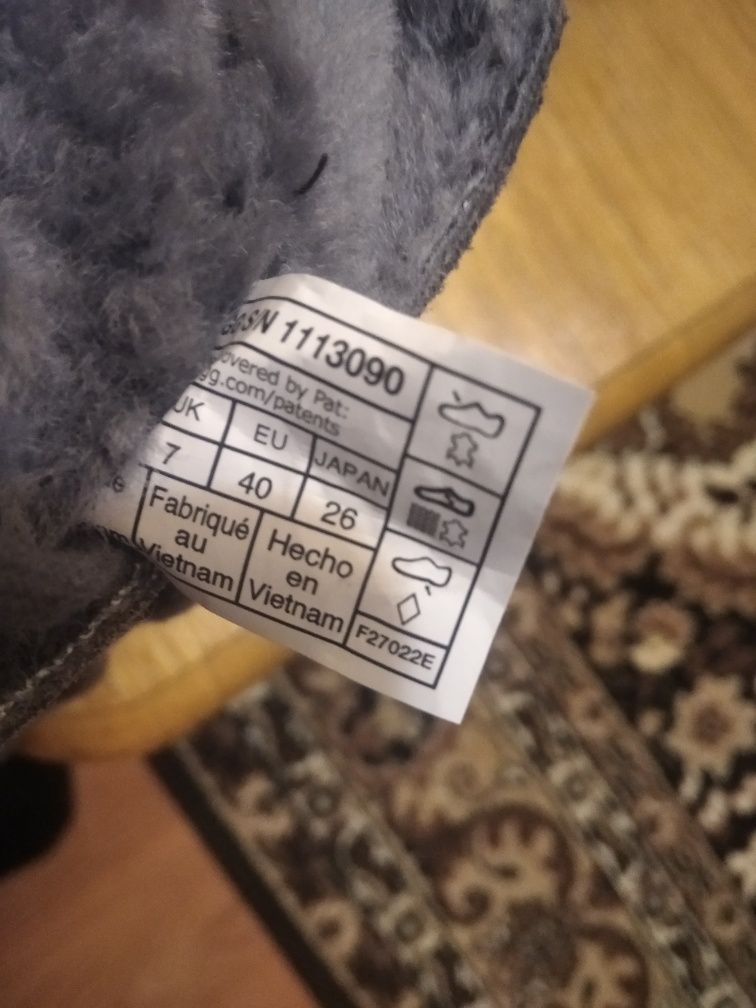 S/N 1113090
overed by Pat:
gg.com/patents
UK EU JAPAN
7 40 26
Fabriqué
au
Vietnam
Hecho
en
Vietnam
F27022E